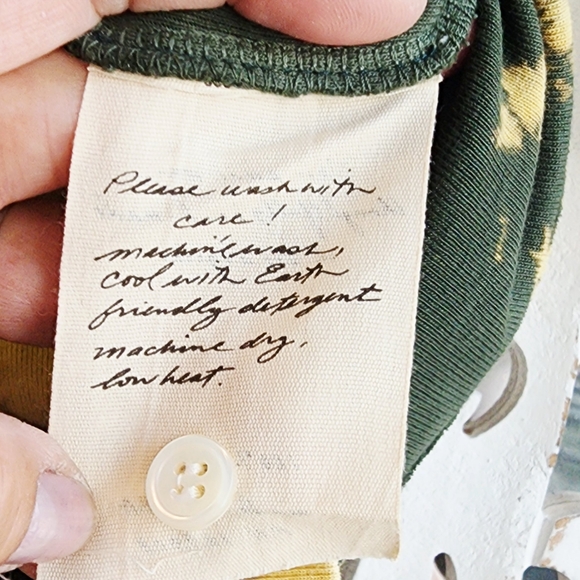 Please wash with
care!
machine wash,
cool with Earth
friendly detergent
machine dry,
low heat.